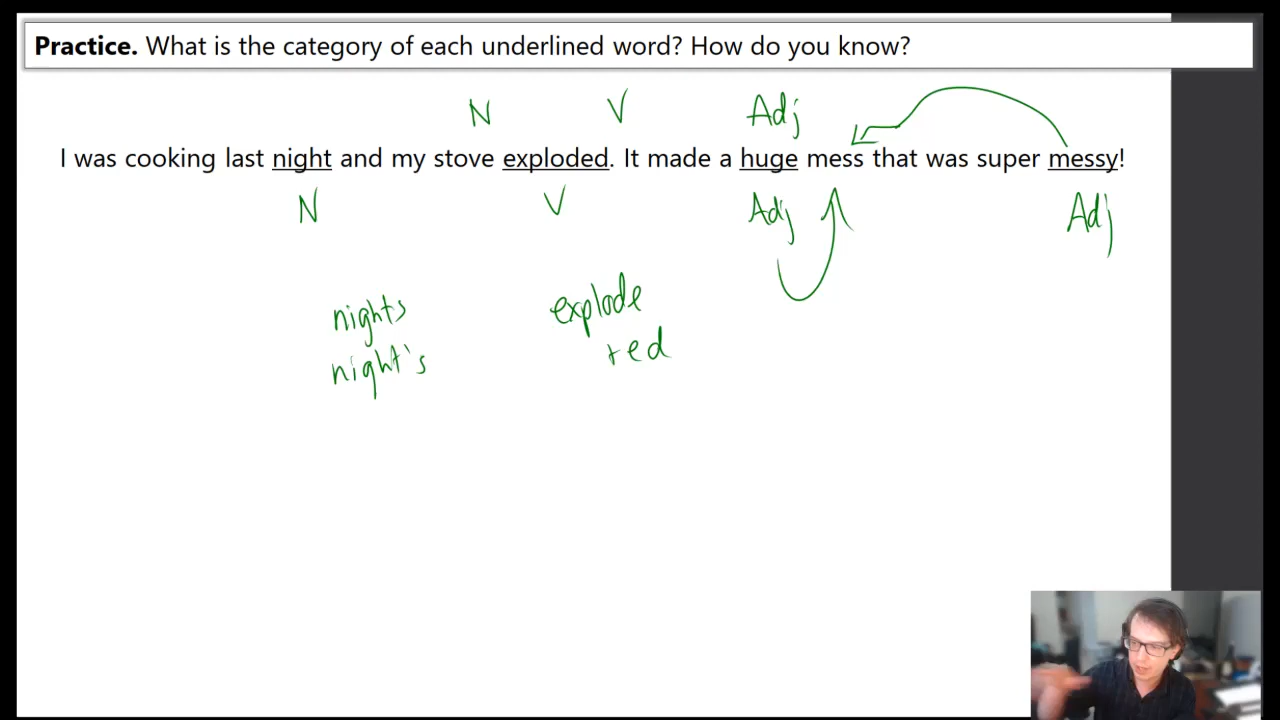 Practice. What is the category of each underlined word? How do you know?
N V Adj
I was cooking last night and my stove exploded. It made a huge mess that was super messy!
N V Adj Adj
nights explode
night's +ed